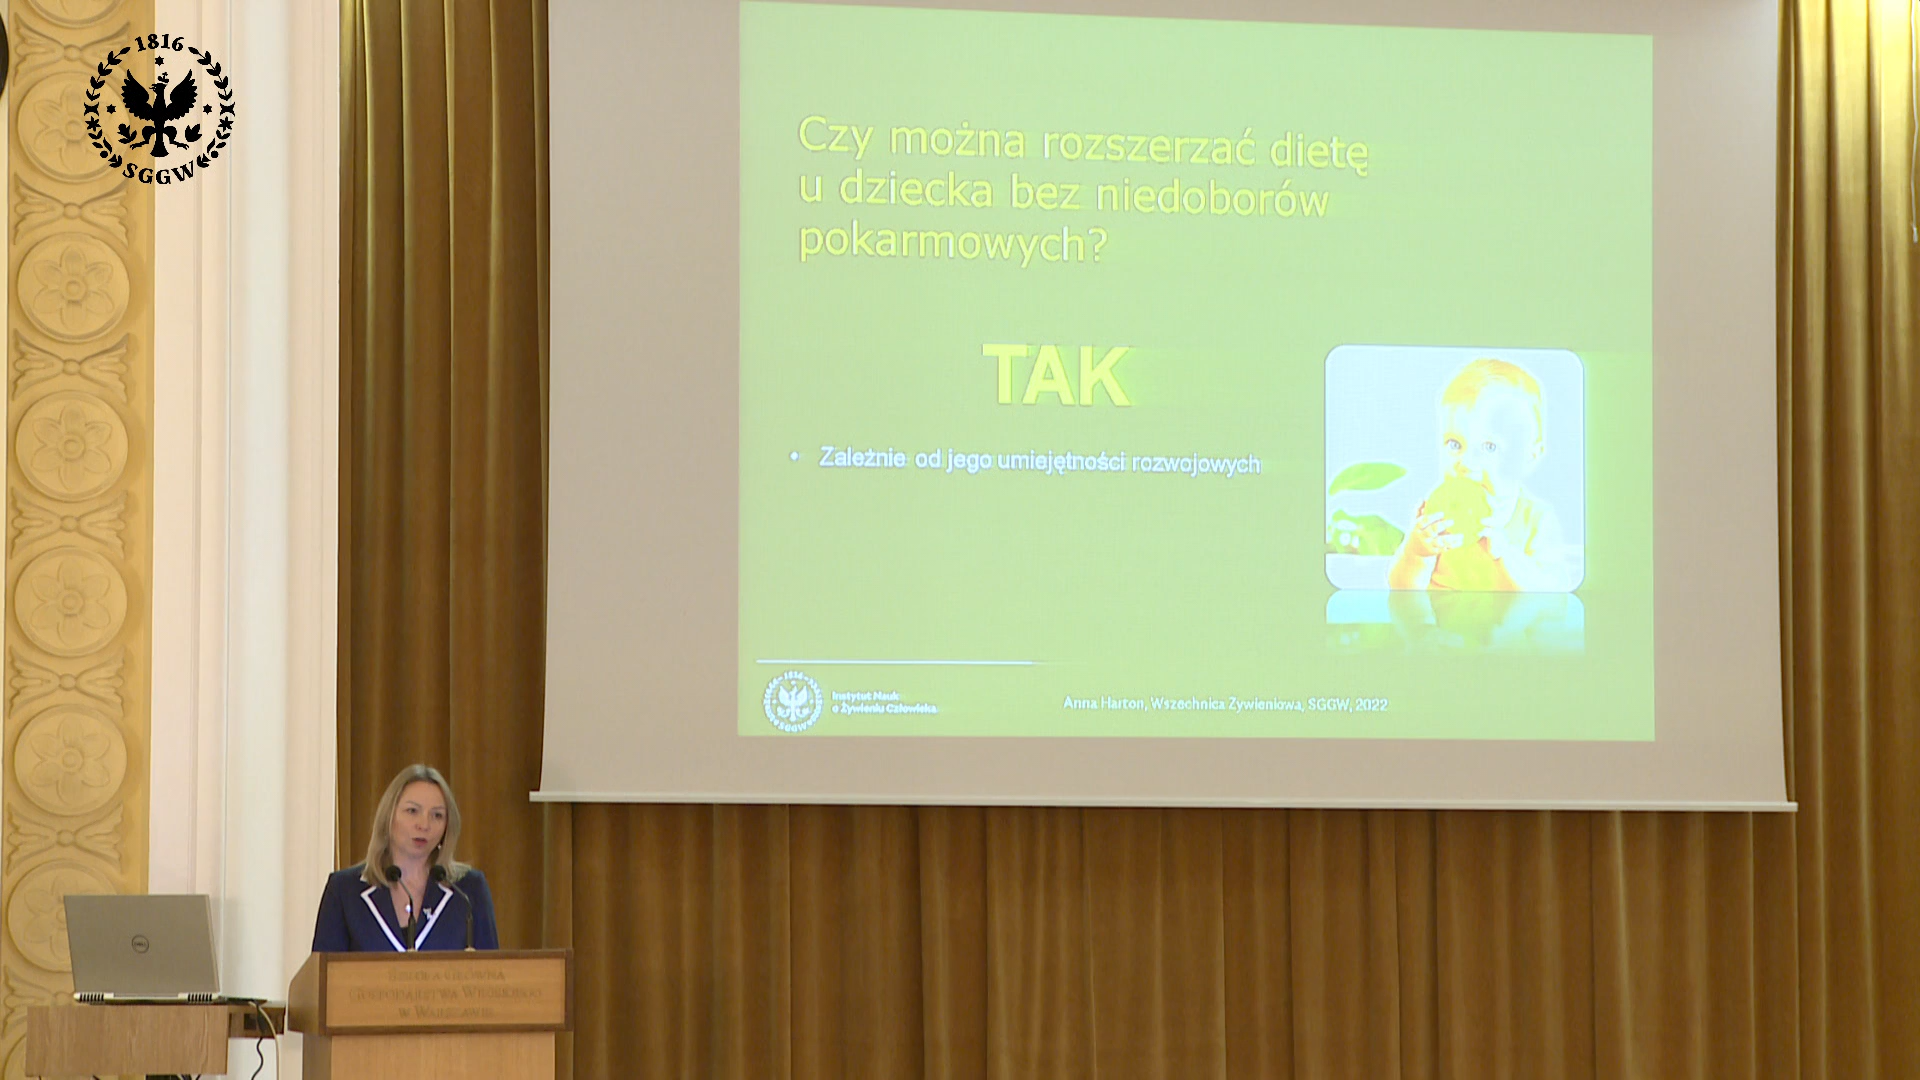 1816
SGGW
Czy można rozszerzać dietę
u dziecka bez niedoborów
pokarmowych?
TAK
• Zależnie od jego umiejętności rozwojowych
Instytut Nauk
o Żywieniu Człowieka
Anna Harton, Wszechnica Żywieniowa, SGGW, 2022
DELL
SZKOŁA GŁÓWNA
GOSPODARSTWA WIEJSKIEGO
W WARSZAWIE